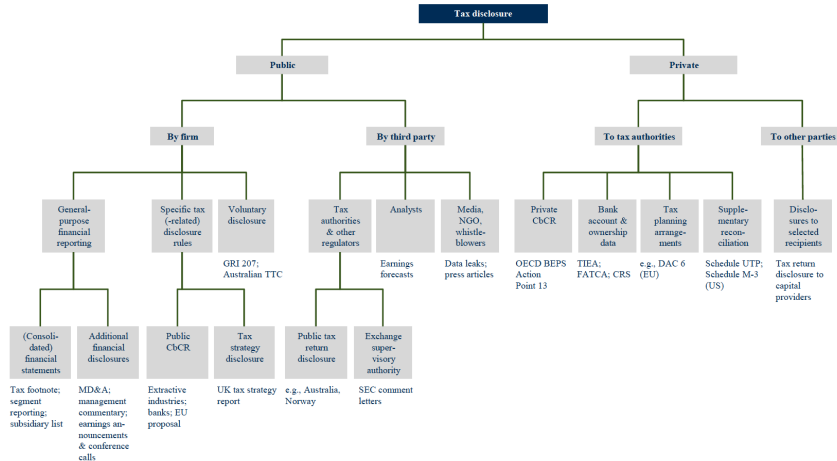 Tax disclosure
Public
Private
By firm
By third party
To tax authorities
To other parties
General-
purpose
financial
reporting
Specific tax
(-related)
disclosure
rules
Voluntary
disclosure
GRI 207;
Australian TTC
Tax
authorities
& other
regulators
Analysts
Earnings
forecasts
Media,
NGO,
whistle-
blowers
Data leaks;
press articles
Private
CbCR
OECD BEPS
Action
Point 13
Bank
account &
ownership
data
TIEA;
FATCA; CRS
Tax
planning
arrange-
ments
e.g., DAC 6
(EU)
Supple-
mentary
recon-
ciliation
Schedule UTP;
Schedule M-3
(US)
Disclo-
sures to
selected
recipients
Tax return
disclosure to
capital
providers
(Consoli-
dated)
financial
statements
Tax footnote;
segment
reporting;
subsidiary list
Additional
financial
disclosures
MD&A;
management
commentary;
earnings an-
nouncements
& conference
calls
Public
CbCR
Extractive
industries;
banks; EU
proposal
Tax
strategy
disclosure
UK tax strategy
report
Public tax
return
disclosure
e.g., Australia,
Norway
Exchange
super-
visory
authority
SEC comment
letters